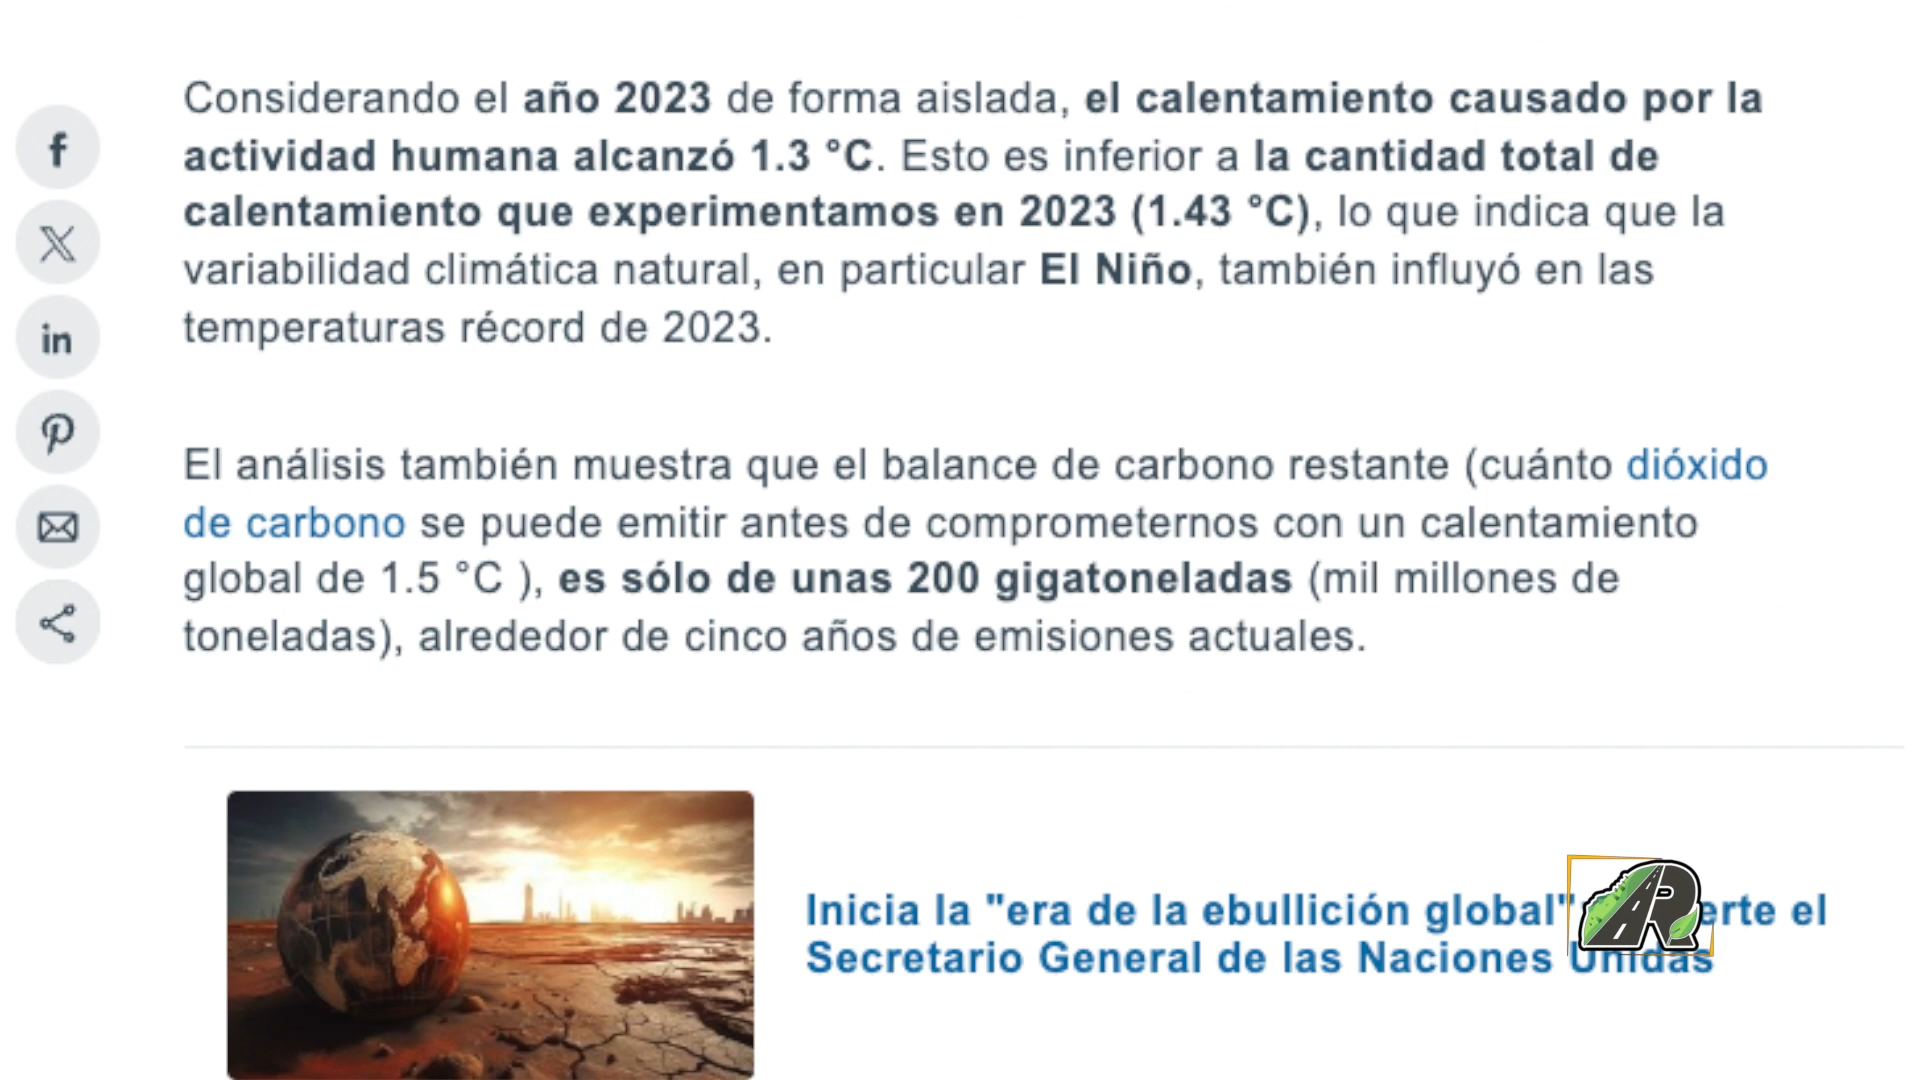 Considerando el año 2023 de forma aislada, el calentamiento causado por la
actividad humana alcanzó 1.3 °C. Esto es inferior a la cantidad total de
calentamiento que experimentamos en 2023 (1.43 °C), lo que indica que la
variabilidad climática natural, en particular El Niño, también influyó en las
temperaturas récord de 2023.
El análisis también muestra que el balance de carbono restante (cuánto dióxido
de carbono se puede emitir antes de comprometernos con un calentamiento
global de 1.5 °C ), es sólo de unas 200 gigatoneladas (mil millones de
toneladas), alrededor de cinco años de emisiones actuales.
Inicia la "era de la ebullición global" el
Secretario General de las Naciones Unidas